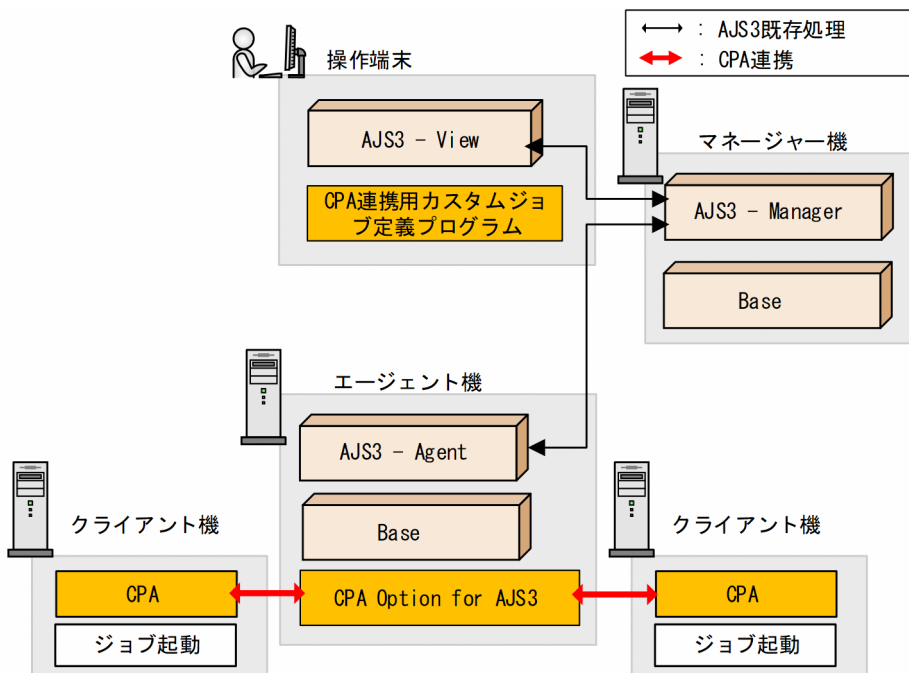 : AJS3既存処理
: CPA連携
操作端末
AJS3 - View
CPA連携用カスタムジョ
ブ定義プログラム
マネージャー機
AJS3 - Manager
Base
エージェント機
AJS3 - Agent
Base
CPA Option for AJS3
クライアント機
CPA
ジョブ起動
クライアント機
CPA
ジョブ起動